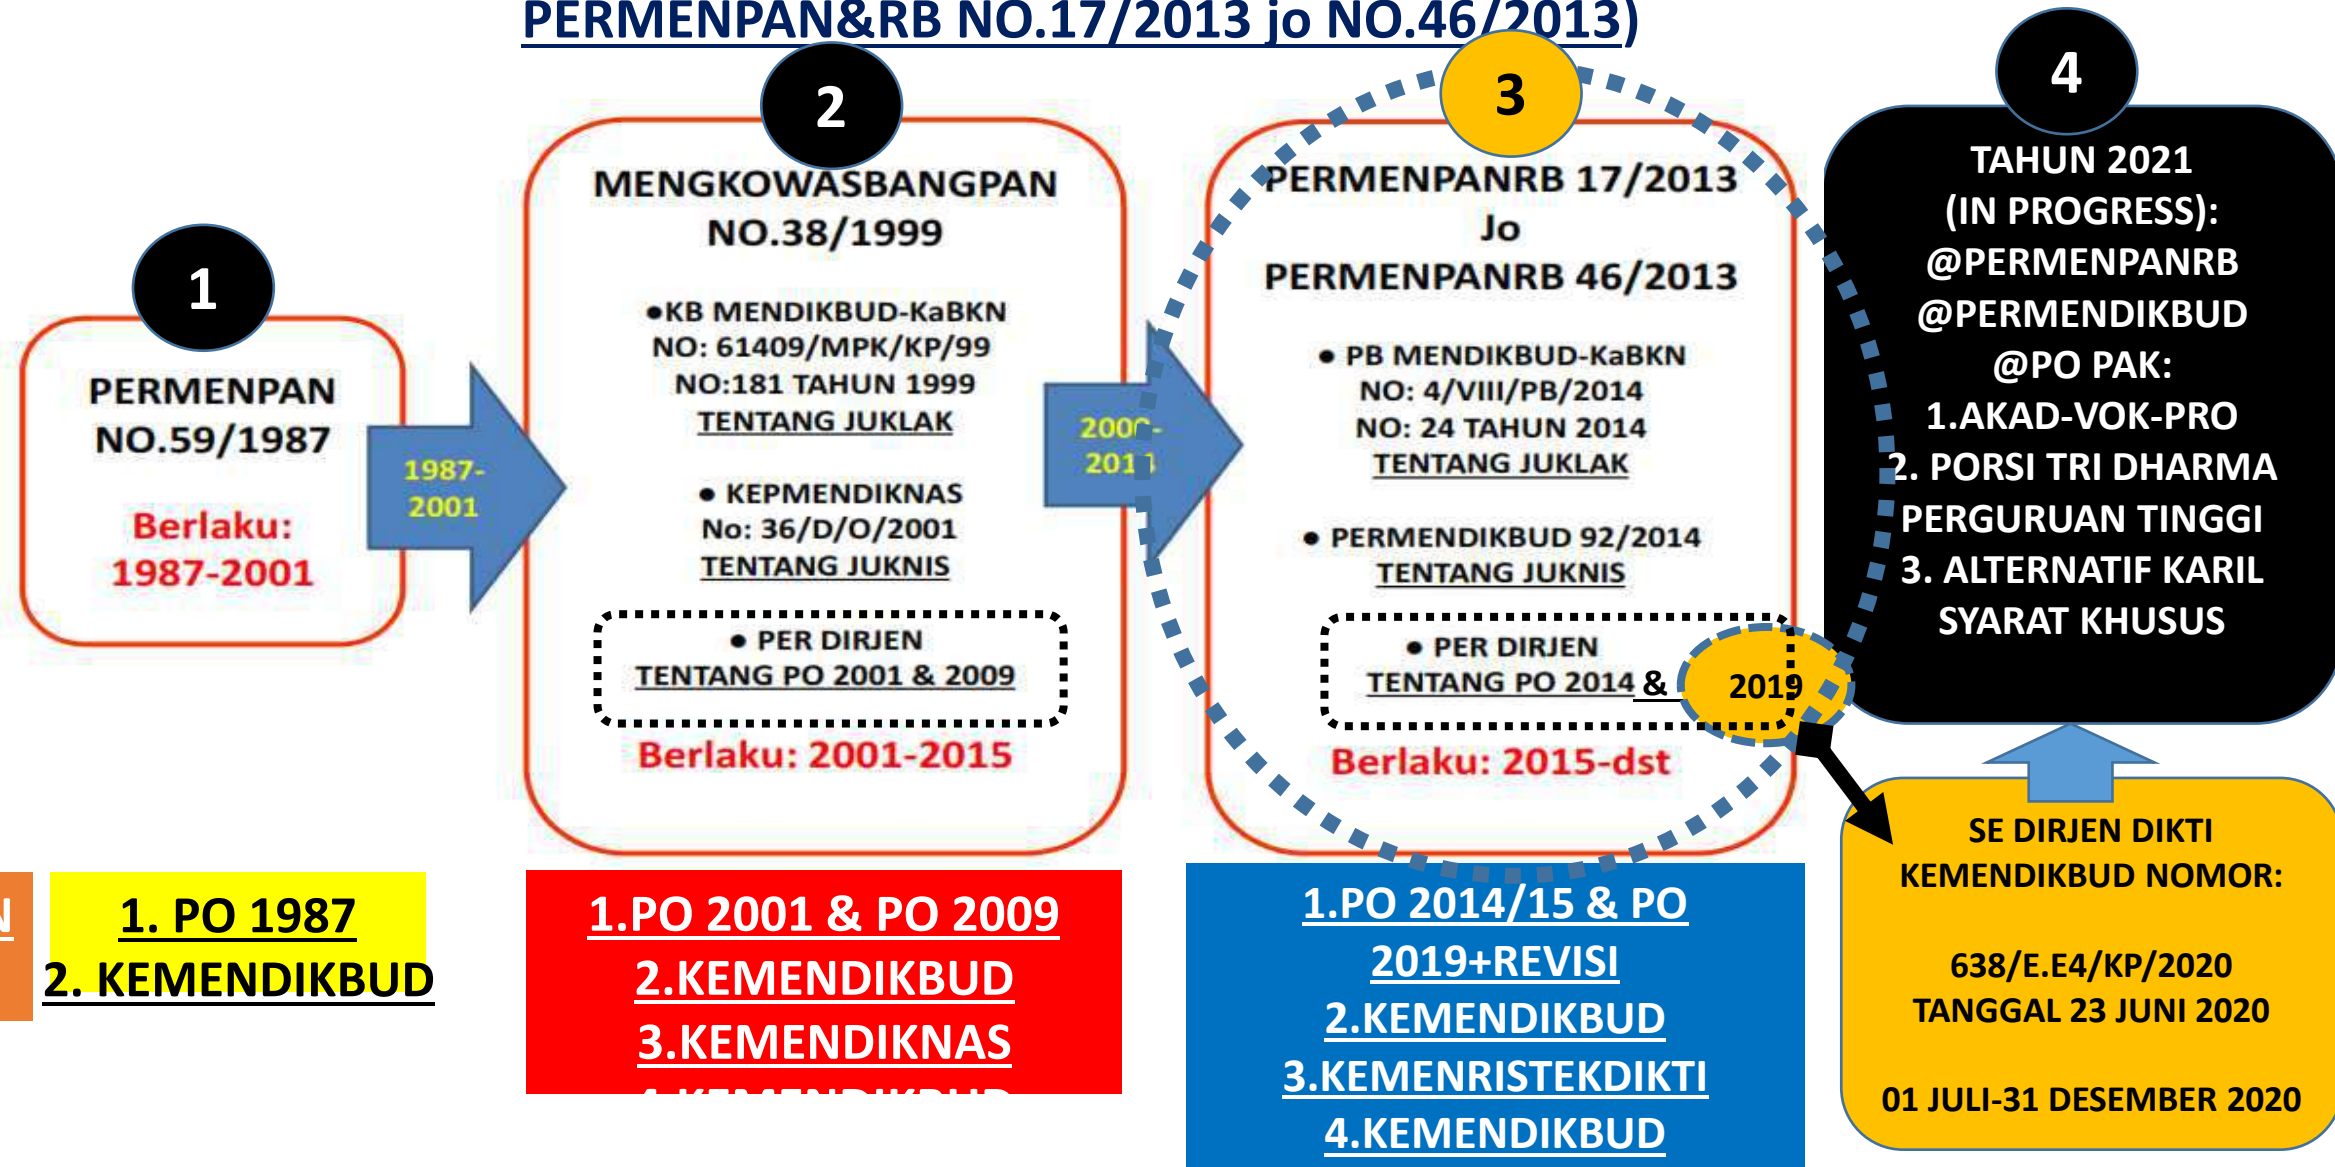 PERMENPAN&RB NO.17/2013 jo NO.46/2013)
1
PERMENPAN
NO.59/1987
Berlaku:
1987-2001
1987-
2001
2
MENGKOWASBANGPAN
NO.38/1999
●KB MENDIKBUD-KaBKN
NO: 61409/MPK/KP/99
NO:181 TAHUN 1999
TENTANG JUKLAK
● KEPMENDIKNAS
No: 36/D/O/2001
TENTANG JUKNIS
● PER DIRJEN
TENTANG PO 2001 & 2009
Berlaku: 2001-2015
3
PERMENPANRB 17/2013
Jo
PERMENPANRB 46/2013
● PB MENDIKBUD-KaBKN
NO: 4/VIII/PB/2014
NO: 24 TAHUN 2014
TENTANG JUKLAK
● PERMENDIKBUD 92/2014
TENTANG JUKNIS
● PER DIRJEN
TENTANG PO 2014 & 2019
Berlaku: 2015-dst
4
TAHUN 2021
(IN PROGRESS):
@PERMENPANRB
@PERMENDIKBUD
@PO PAK:
1.AKAD-VOK-PRO
2. PORSI TRI DHARMA
PERGURUAN TINGGI
3. ALTERNATIF KARIL
SYARAT KHUSUS
SE DIRJEN DIKTI
KEMENDIKBUD NOMOR:
638/E.E4/KP/2020
TANGGAL 23 JUNI 2020
01 JULI-31 DESEMBER 2020
N
1. PO 1987
2. KEMENDIKBUD
1.PO 2001 & PO 2009
2.KEMENDIKBUD
3.KEMENDIKNAS
4.KEMENDIKBUD
1.PO 2014/15 & PO
2019+REVISI
2.KEMENDIKBUD
3.KEMENRISTEKDIKTI
4.KEMENDIKBUD